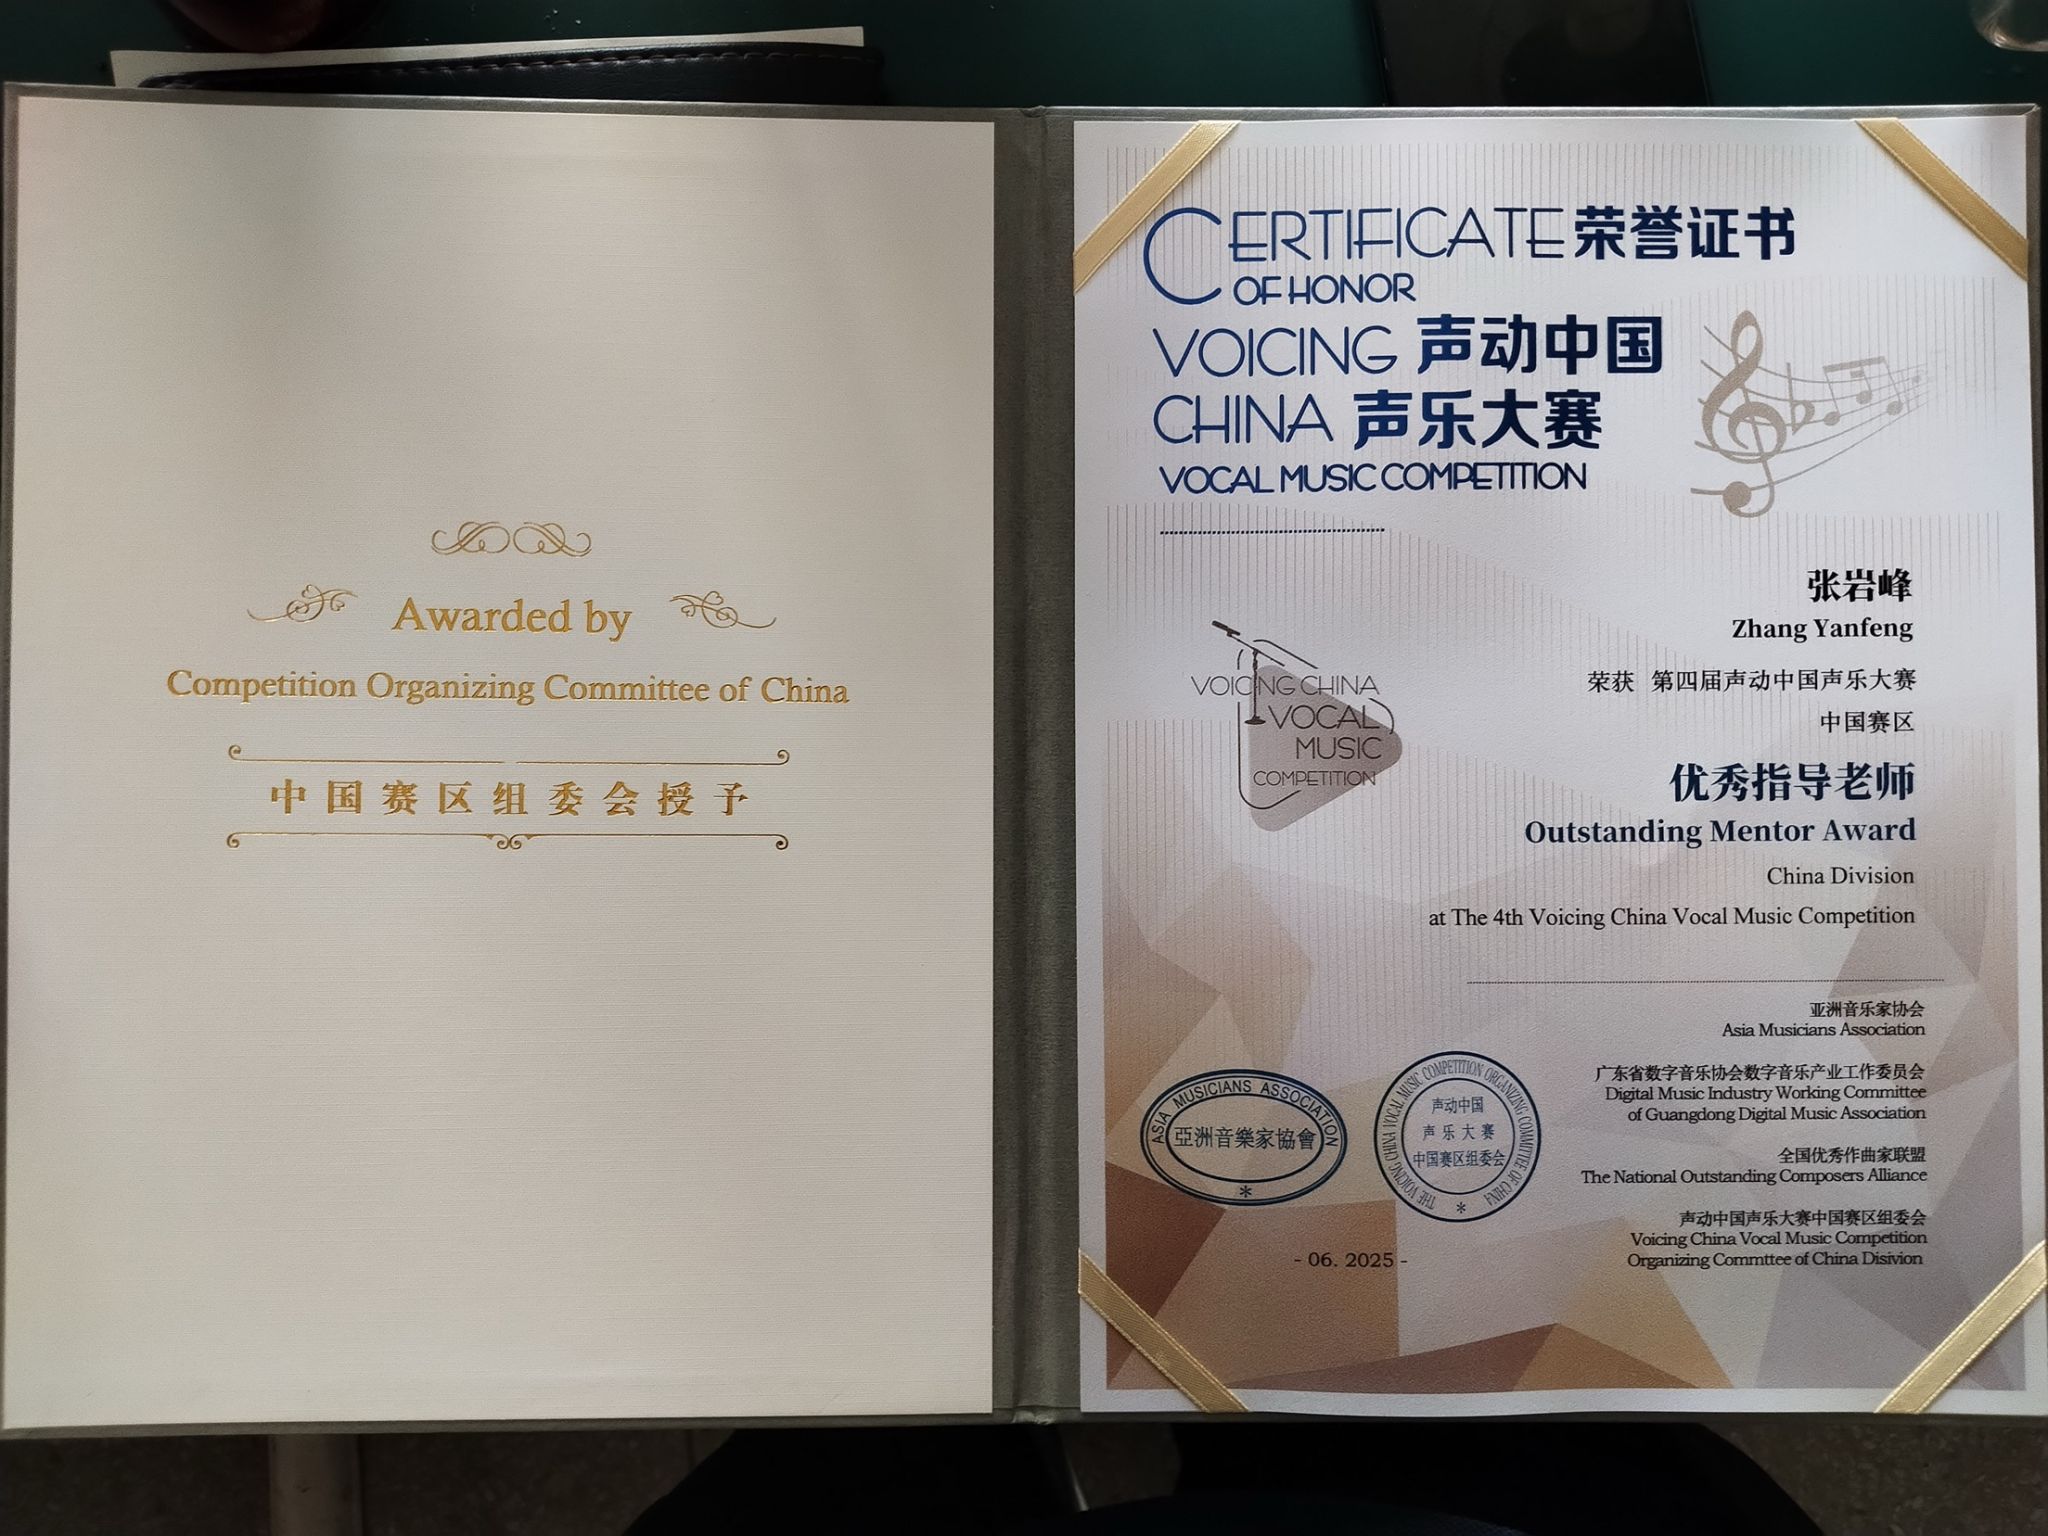 Awarded by
Competition Organizing Committee of China
中国赛区组委会授予
CERTIFICATE 荣誉证书
OF HONOR
VOICING 声动中国
CHINA 声乐大赛
VOCAL MUSIC COMPETITION
张岩峰
Zhang Yanfeng
荣获 第四届声动中国声乐大赛
中国赛区
优秀指导老师
Outstanding Mentor Award
China Division
at The 4th Voicing China Vocal Music Competition
VOICING CHINA
VOCAL
MUSIC
COMPETITION
亚洲音乐家协会
Asia Musicians Association
广东省数字音乐协会数字音乐产业工作委员会
Digital Music Industry Working Committee
of Guangdong Digital Music Association
全国优秀作曲家联盟
The National Outstanding Composers Alliance
声动中国声乐大赛中国赛区组委会
Voicing China Vocal Music Competition
Organizing Commttee of China Disivion
ASIA MUSICIANS ASSOCIATION
亞洲音樂家協會
*
THE VOICING CHINA VOCAL MUSIC COMPETITION ORGANIZING COMMITTEE OF CHINA
声动中国
声乐大赛
中国赛区组委会
*
- 06. 2025 -